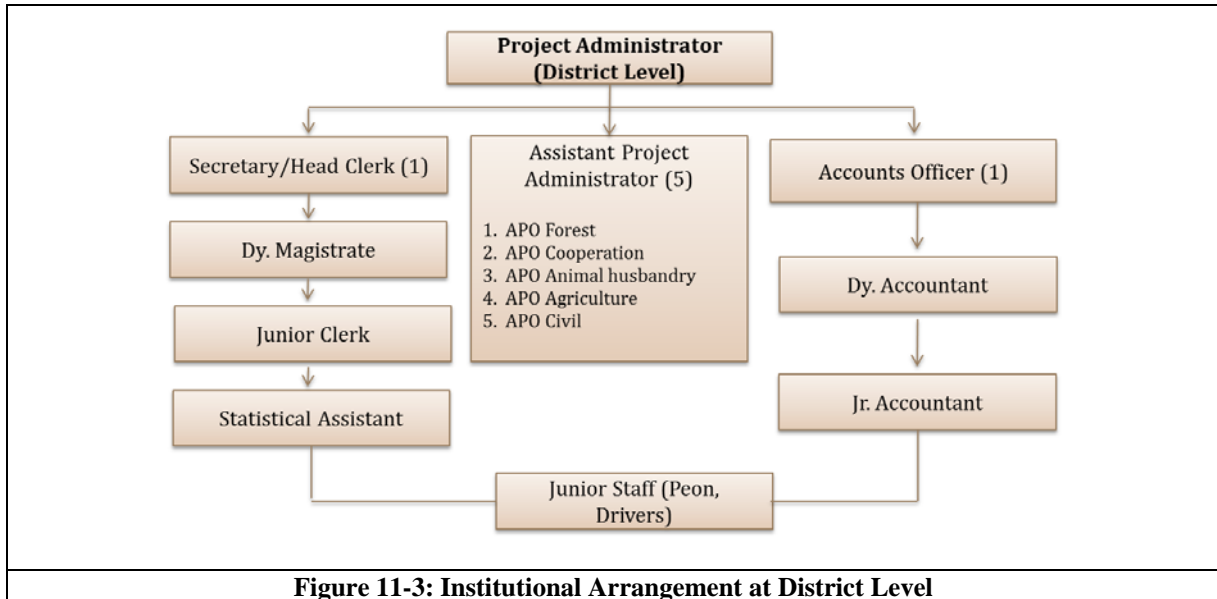 Project Administrator
(District Level)
Secretary/Head Clerk (1)
Dy. Magistrate
Junior Clerk
Statistical Assistant
Assistant Project
Administrator (5)
1. APO Forest
2. APO Cooperation
3. APO Animal husbandry
4. APO Agriculture
5. APO Civil
Accounts Officer (1)
Dy. Accountant
Jr. Accountant
Junior Staff (Peon,
Drivers)
Figure 11-3: Institutional Arrangement at District Level